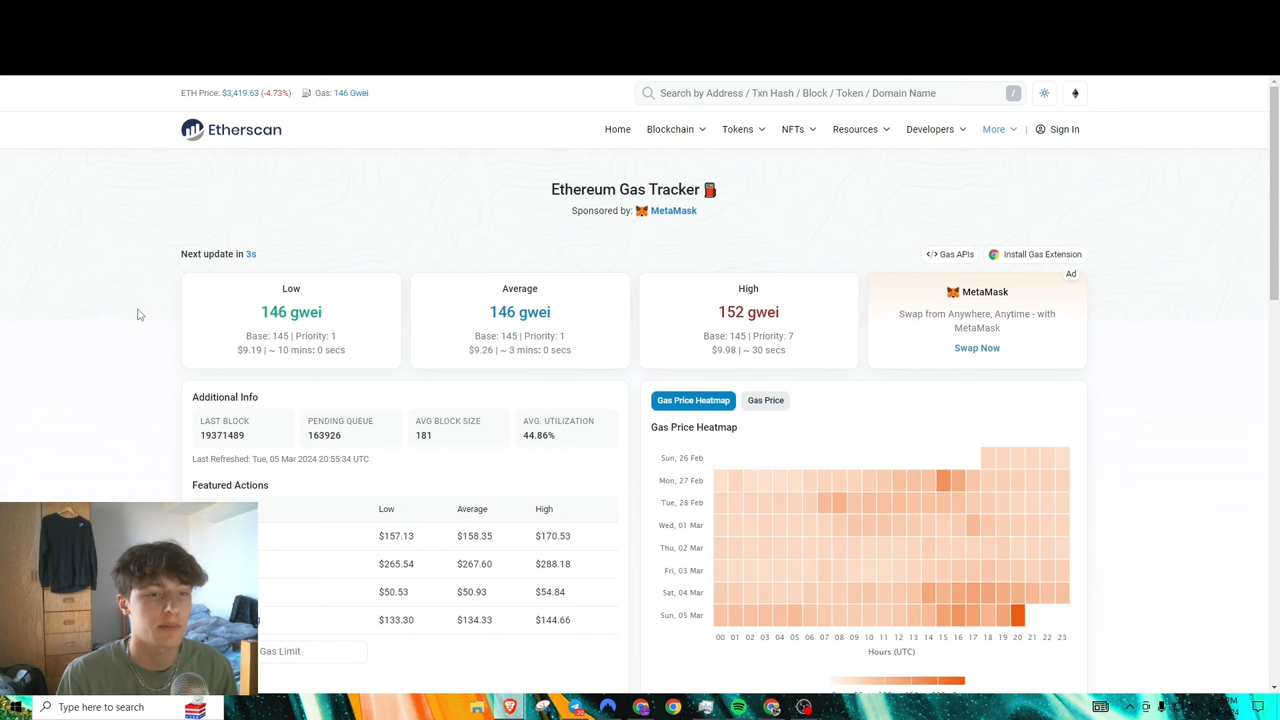 ETH Price: $3,419.63 (-4.73%) Gas: 146 Gwei
Search by Address / Txn Hash / Block / Token / Domain Name /
Etherscan
Home Blockchain Tokens NFTs Resources Developers More | Sign In
Ethereum Gas Tracker
Sponsored by: MetaMask
Next update in 3s
</> Gas APIs Install Gas Extension
Low
146 gwei
Base: 145 | Priority: 1
$9.19 | ~ 10 mins: 0 secs
Average
146 gwei
Base: 145 | Priority: 1
$9.26 | ~ 3 mins: 0 secs
High
152 gwei
Base: 145 | Priority: 7
$9.98 | ~ 30 secs
Ad
MetaMask
Swap from Anywhere, Anytime - with
MetaMask
Swap Now
Additional Info
LAST BLOCK PENDING QUEUE AVG BLOCK SIZE AVG. UTILIZATION
19371489 163926 181 44.86%
Last Refreshed: Tue, 05 Mar 2024 20:55:34 UTC
Featured Actions
Low Average High
$157.13 $158.35 $170.53
$265.54 $267.60 $288.18
$50.53 $50.93 $54.84
$133.30 $134.33 $144.66
Gas Limit
Gas Price Heatmap Gas Price
Gas Price Heatmap
Sun, 26 Feb
Mon, 27 Feb
Tue, 28 Feb
Wed, 01 Mar
Thu, 02 Mar
Fri, 03 Mar
Sat, 04 Mar
Sun, 05 Mar
00 01 02 03 04 05 06 07 08 09 10 11 12 13 14 15 16 17 18 19 20 21 22 23
Hours (UTC)
Type here to search